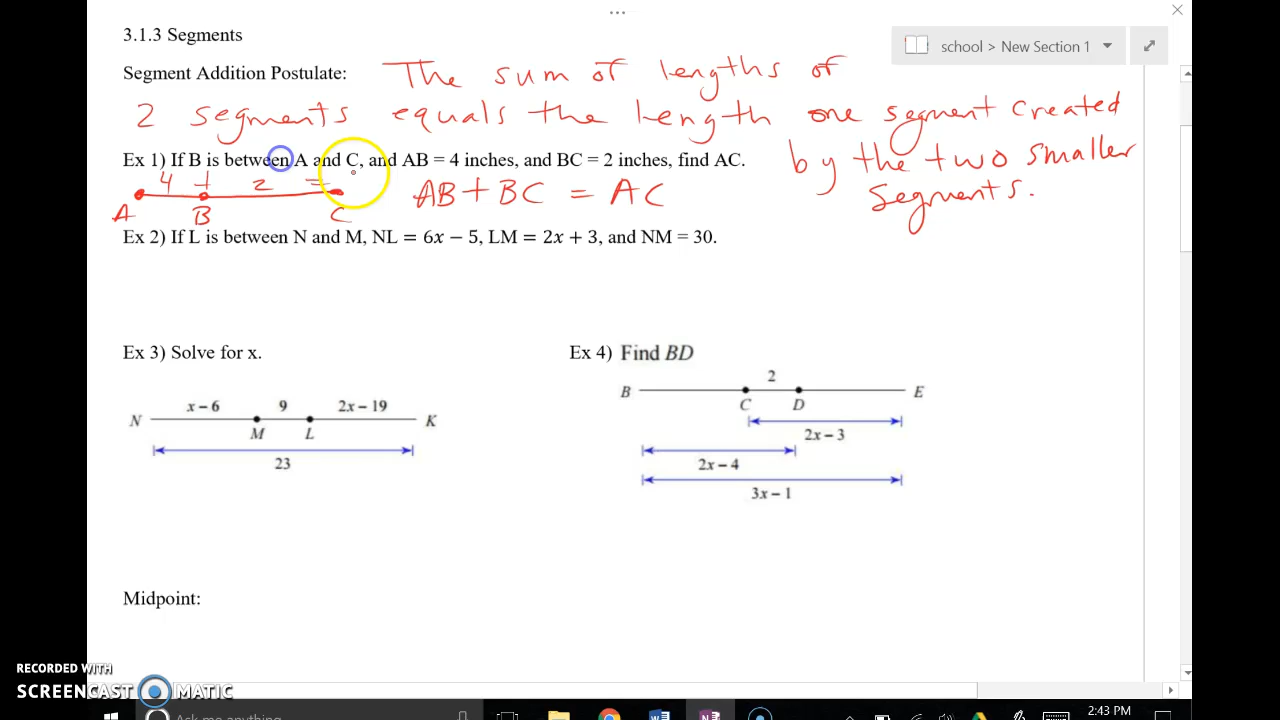 ...
3.1.3 Segments
school > New Section 1
Segment Addition Postulate: The sum of lengths of
2 segments equals the length one segment created
by the two smaller
segments.
Ex 1) If B is between A and C, and AB = 4 inches, and BC = 2 inches, find AC.
4 + 2 =
A B C
AB + BC = AC
Ex 2) If L is between N and M, NL = 6x − 5, LM = 2x + 3, and NM = 30.
Ex 3) Solve for x.
x − 6 9 2x − 19
N M L K
23
Ex 4) Find BD
2
B C D E
2x − 3
2x − 4
3x − 1
Midpoint:
RECORDED WITH
SCREENCAST MATIC
Ask me anything
2:43 PM